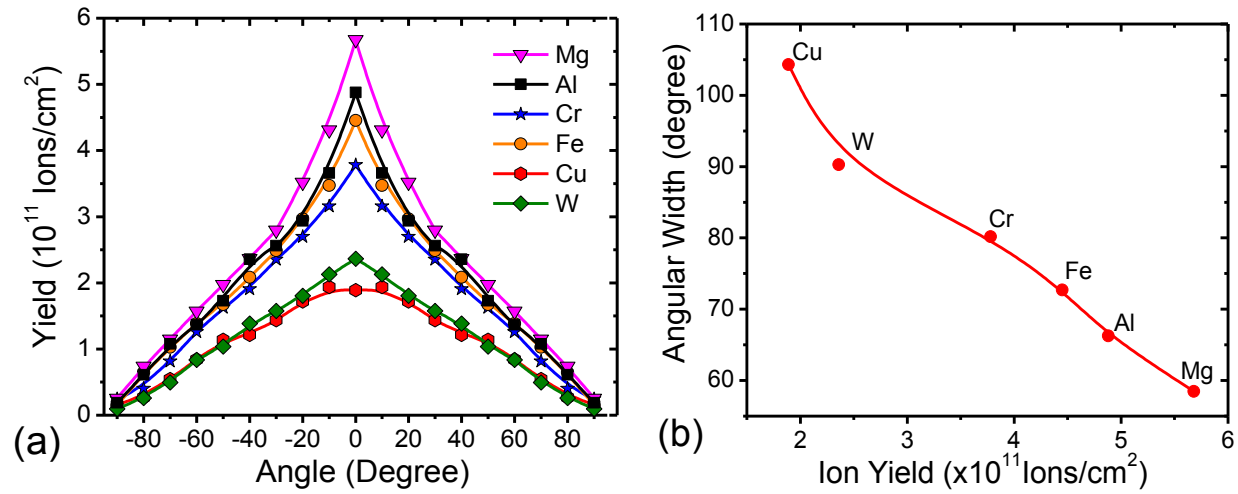 6
5
4
3
2
1
0
Yield (10^11 Ions/cm^2)
Mg
Al
Cr
Fe
Cu
W
-80 -60 -40 -20 0 20 40 60 80
Angle (Degree)
(a)
110
100
90
80
70
60
Angular Width (degree)
Cu
W
Cr
Fe
Al
Mg
2 3 4 5 6
Ion Yield (x10^11Ions/cm^2)
(b)